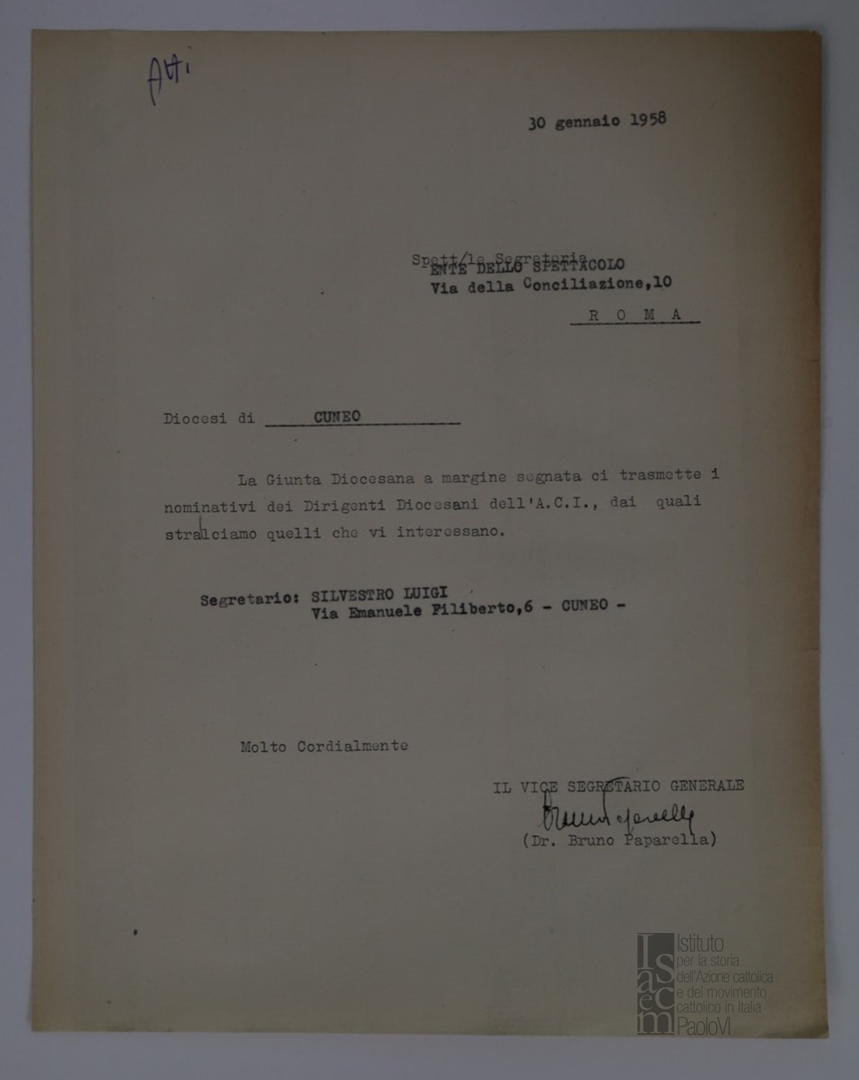 Atti
30 gennaio 1958
Spett/le Segreteria
ENTE DELLO SPETTACOLO
Via della Conciliazione,10
R O M A
Diocesi di CUNEO
La Giunta Diocesana a margine segnata ci trasmette i
nominativi dei Dirigenti Diocesani dell'A.C.I., dai quali
stralciamo quelli che vi interessano.
Segretario: SILVESTRO LUIGI
Via Emanuele Filiberto,6 - CUNEO -
Molto Cordialmente
IL VICE SEGRETARIO GENERALE
(Dr. Bruno Paparella)
Isacem
Istituto
per la storia
dell'Azione cattolica
e del movimento
cattolico in Italia
PaoloVI